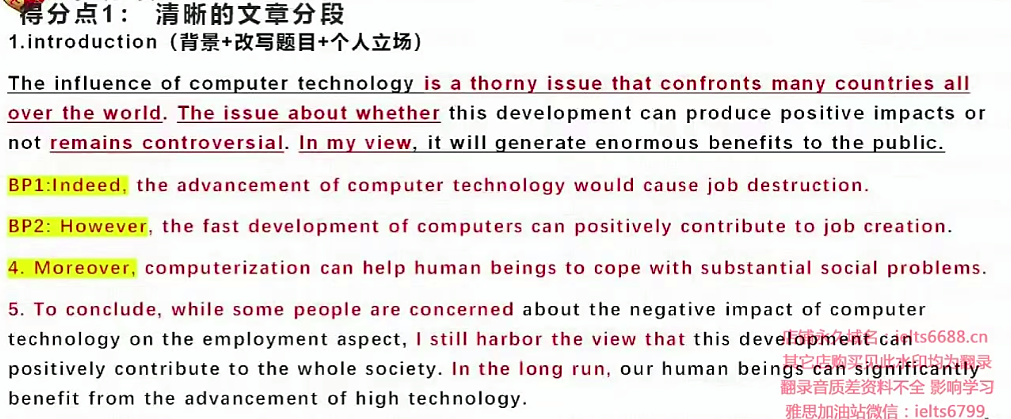 得分点1： 清晰的文章分段
1.introduction（背景+改写题目+个人立场）
The influence of computer technology is a thorny issue that confronts many countries all
over the world. The issue about whether this development can produce positive impacts or
not remains controversial. In my view, it will generate enormous benefits to the public.
BP1:Indeed, the advancement of computer technology would cause job destruction.
BP2: However, the fast development of computers can positively contribute to job creation.
4. Moreover, computerization can help human beings to cope with substantial social problems.
5. To conclude, while some people are concerned about the negative impact of computer
technology on the employment aspect, I still harbor the view that this development can
positively contribute to the whole society. In the long run, our human beings can significantly
benefit from the advancement of high technology.
店铺永久域名：ielts6688.cn
其它店购买见此水印均为翻录
翻录音质差资料不全 影响学习
雅思加油站微信：ielts6799